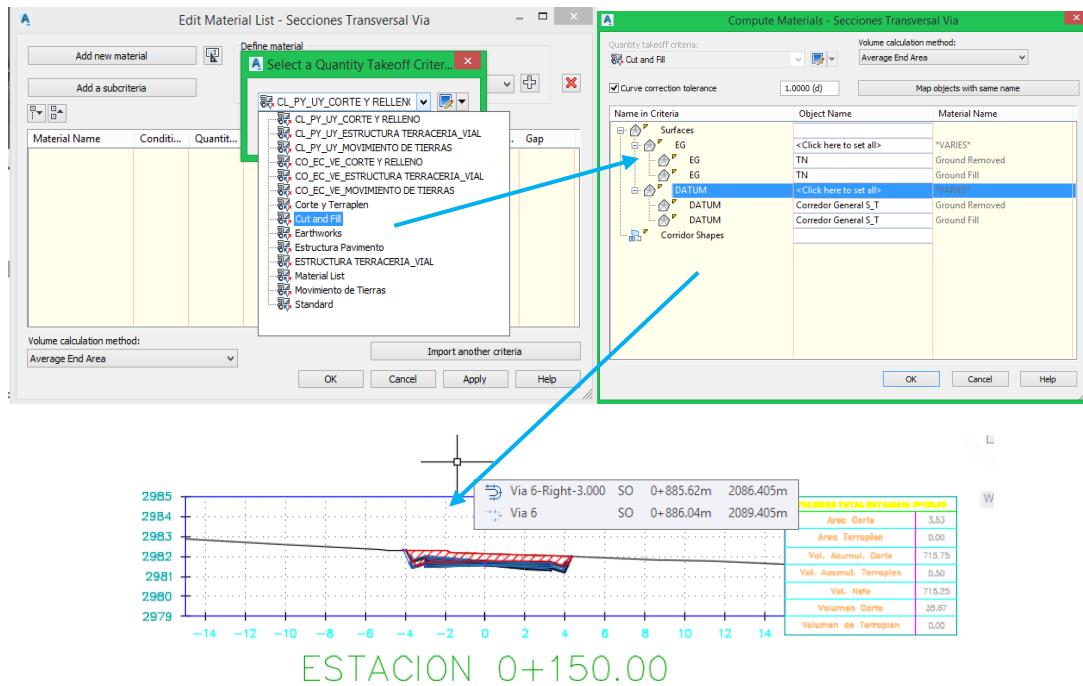 Edit Material List - Secciones Transversal Via
Add new material
Define material
Add a subcriteria
Select a Quantity Takeoff Criter...
CL_PY_UY_CORTE Y RELLEN
CL_PY_UY_CORTE Y RELLENO
CL_PY_UY_ESTRUCTURA TERRACERIA_VIAL
CL_PY_UY_MOVIMIENTO DE TIERRAS
CO_EC_VE_CORTE Y RELLENO
CO_EC_VE_ESTRUCTURA TERRACERIA_VIAL
CO_EC_VE_MOVIMIENTO DE TIERRAS
Corte y Terraplen
Cut and Fill
Earthworks
Estructura Pavimento
ESTRUCTURA TERRACERIA_VIAL
Material List
Movimiento de Tierras
Standard
Material Name Conditi... Quantit... Gap
Volume calculation method:
Average End Area
Import another criteria
OK Cancel Apply Help
Compute Materials - Secciones Transversal Via
Quantity takeoff criteria: Volume calculation method:
Cut and Fill Average End Area
Curve correction tolerance 1.0000 (d) Map objects with same name
Name in Criteria Object Name Material Name
Surfaces
EG <Click here to set all> *VARIES*
EG TN Ground Removed
EG TN Ground Fill
DATUM <Click here to set all> *VARIES*
DATUM Corredor General S_T Ground Removed
DATUM Corredor General S_T Ground Fill
Corridor Shapes
OK Cancel Help
Via 6-Right-3.000 SO 0+885.62m 2086.405m
Via 6 SO 0+886.04m 2089.405m
W
2985
2984
2983
2982
2981
2980
2979
-14 -12 -10 -8 -6 -4 -2 0 2 4 6 8 10 12 14
Area Corte 3.53
Area Terraplen 0.00
Vol. Acumul. Corte 715.75
Vol. Acumul. Terraplen 0.50
Vol. Neto 715.25
Volumen Corte 35.67
Volumen de Terraplen 0.00
ESTACION 0+150.00